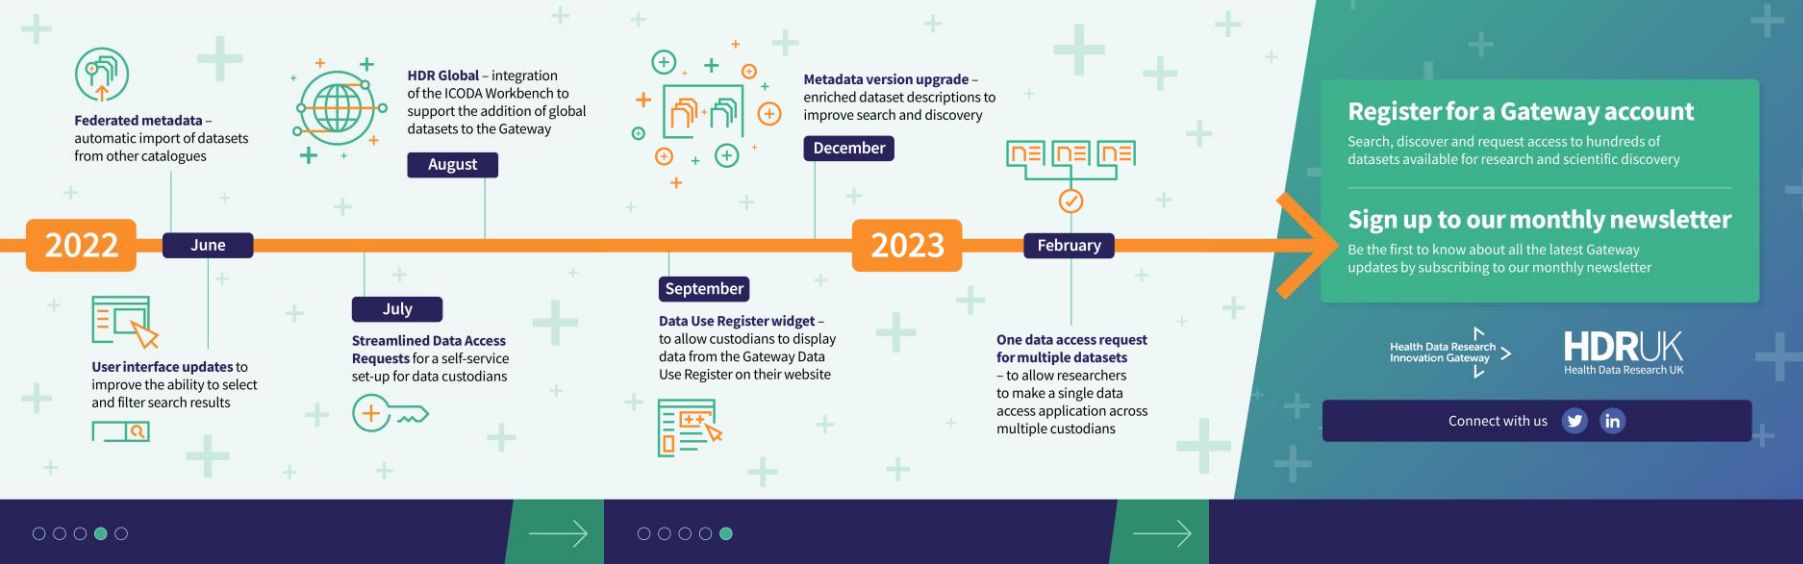 Federated metadata –
automatic import of datasets
from other catalogues
HDR Global – integration
of the ICODA Workbench to
support the addition of global
datasets to the Gateway
August
Metadata version upgrade –
enriched dataset descriptions to
improve search and discovery
December
2022
June
2023
February
User interface updates to
improve the ability to select
and filter search results
July
Streamlined Data Access
Requests for a self-service
set-up for data custodians
September
Data Use Register widget –
to allow custodians to display
data from the Gateway Data
Use Register on their website
One data access request
for multiple datasets
– to allow researchers
to make a single data
access application across
multiple custodians
Register for a Gateway account
Search, discover and request access to hundreds of
datasets available for research and scientific discovery
Sign up to our monthly newsletter
Be the first to know about all the latest Gateway
updates by subscribing to our monthly newsletter
Health Data Research
Innovation Gateway
HDRUK
Health Data Research UK
Connect with us
in